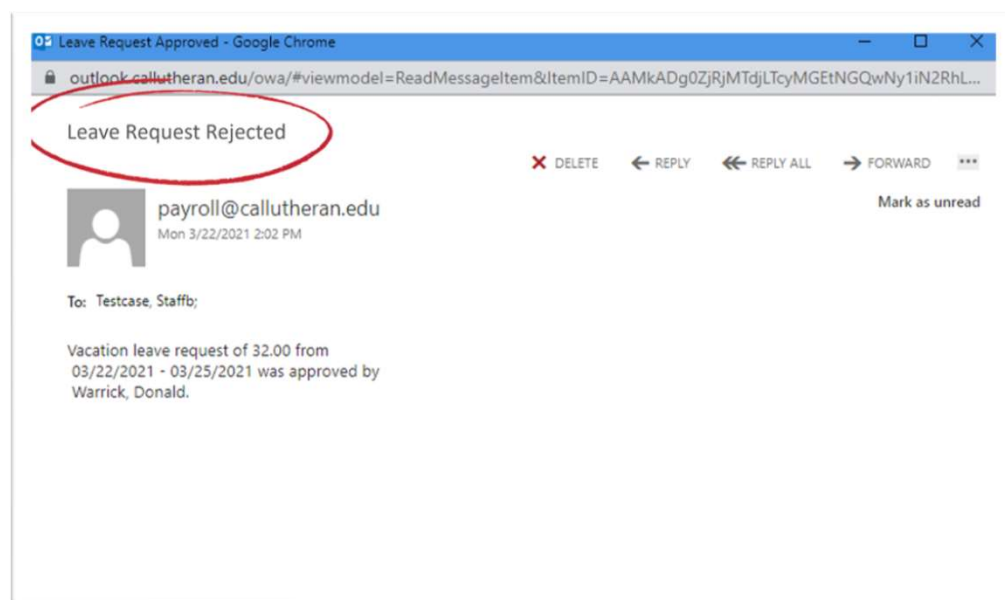 Leave Request Approved - Google Chrome
outlook.callutheran.edu/owa/#viewmodel=ReadMessageItem&ItemID=AAMkADg0ZjRjMTdjLTcyMGEtNGQwNy1iN2RhL...
Leave Request Rejected
DELETE REPLY REPLY ALL FORWARD ...
payroll@callutheran.edu
Mark as unread
Mon 3/22/2021 2:02 PM
To: Testcase, Staffb;
Vacation leave request of 32.00 from
03/22/2021 - 03/25/2021 was approved by
Warrick, Donald.